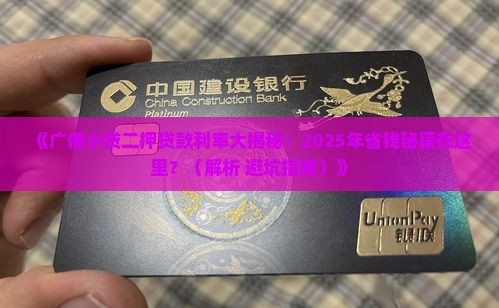 中国建设银行
China Construction Bank
Platinum
《广佛小贷二押贷款利率大揭秘，2025年省钱秘籍在这
里？（解析 避坑指南）》
UnionPay
银联